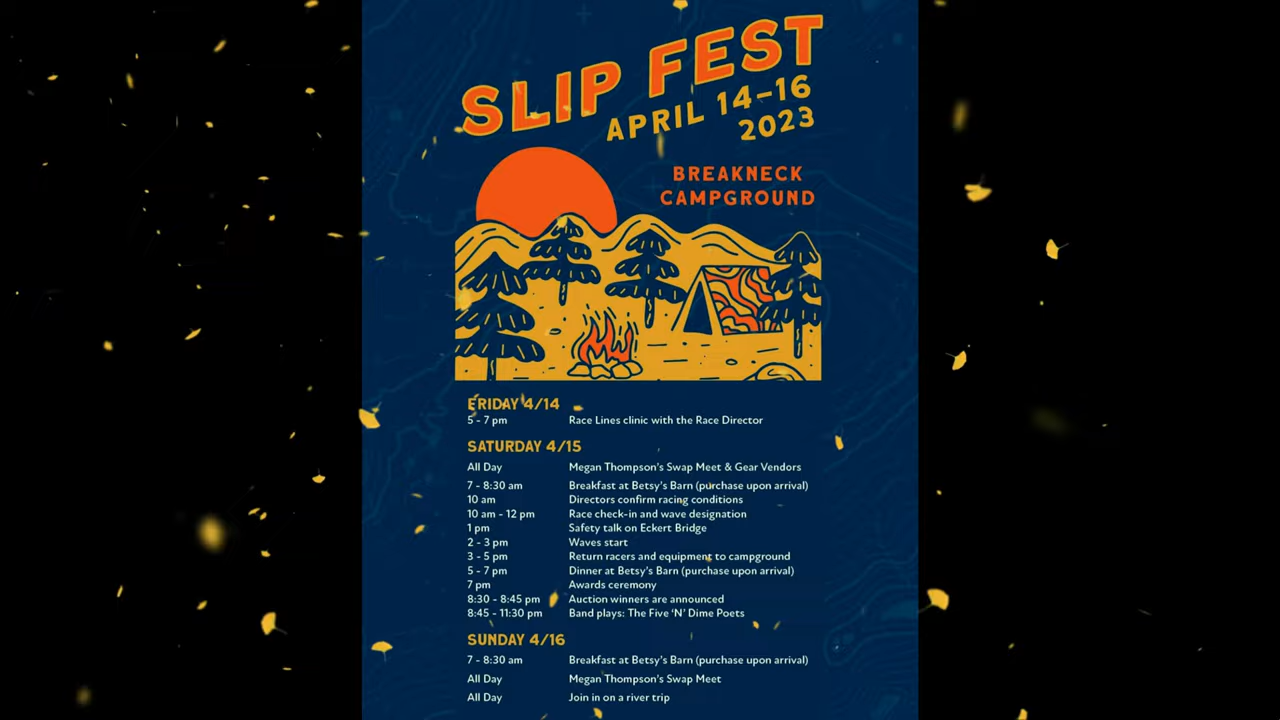 SLIP FEST
APRIL 14-16
2023
BREAKNECK
CAMPGROUND
FRIDAY 4/14
5 - 7 pm Race Lines clinic with the Race Director
SATURDAY 4/15
All Day Megan Thompson's Swap Meet & Gear Vendors
7 - 8:30 am Breakfast at Betsy's Barn (purchase upon arrival)
10 am Directors confirm racing conditions
10 am - 12 pm Race check-in and wave designation
1 pm Safety talk on Eckert Bridge
2 - 3 pm Waves start
3 - 5 pm Return racers and equipment to campground
5 - 7 pm Dinner at Betsy's Barn (purchase upon arrival)
7 pm Awards ceremony
8:30 - 8:45 pm Auction winners are announced
8:45 - 11:30 pm Band plays: The Five 'N' Dime Poets
SUNDAY 4/16
7 - 8:30 am Breakfast at Betsy's Barn (purchase upon arrival)
All Day Megan Thompson's Swap Meet
All Day Join in on a river trip